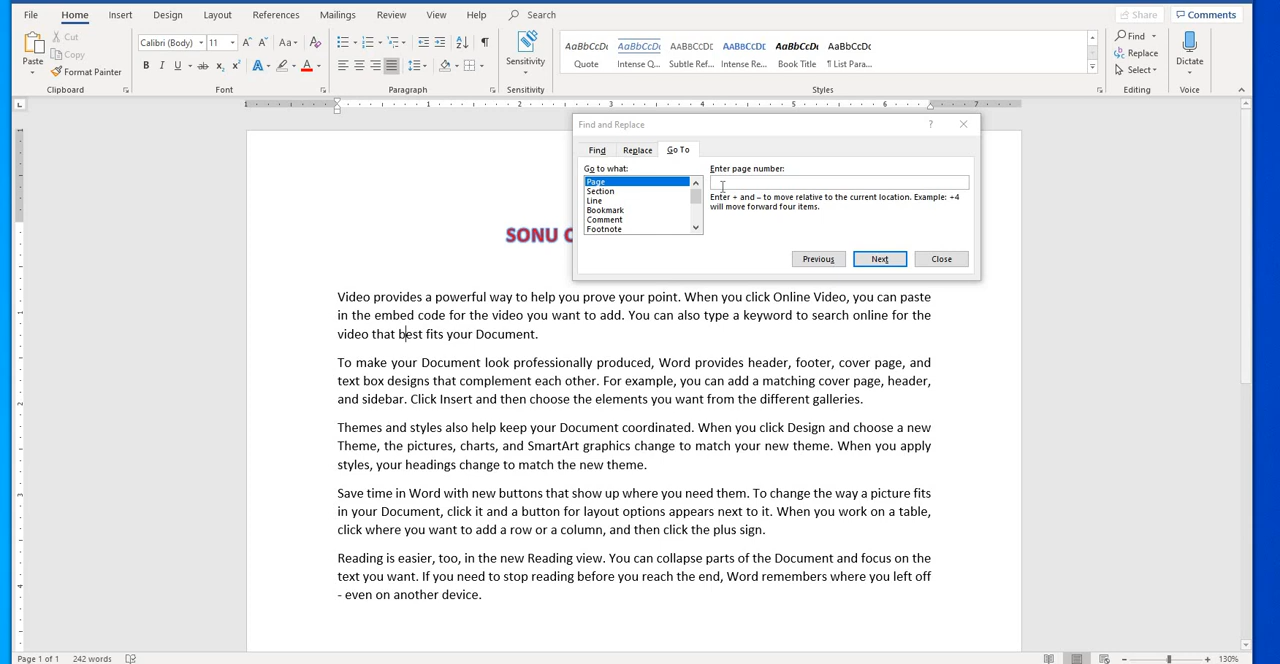 File Home Insert Design Layout References Mailings Review View Help Search Share Comments
Paste Cut Copy Format Painter Clipboard
Calibri (Body) 11 Aa Font
Paragraph
Sensitivity Sensitivity
AaBbCcDc AaBbCcDc AABBCCDD AABBCCDD AaBbCcDc AaBbCcDc
Quote Intense Q... Subtle Ref... Intense Re... Book Title ¶ List Para...
Styles
Find Replace Select Editing
Dictate Voice
1 1 2 3 4 5 6 7
Find and Replace ?
Find Replace Go To
Go to what:
Page
Section
Line
Bookmark
Comment
Footnote
Enter page number:
Enter + and – to move relative to the current location. Example: +4
will move forward four items.
Previous Next Close
SONU
Video provides a powerful way to help you prove your point. When you click Online Video, you can paste
in the embed code for the video you want to add. You can also type a keyword to search online for the
video that best fits your Document.
To make your Document look professionally produced, Word provides header, footer, cover page, and
text box designs that complement each other. For example, you can add a matching cover page, header,
and sidebar. Click Insert and then choose the elements you want from the different galleries.
Themes and styles also help keep your Document coordinated. When you click Design and choose a new
Theme, the pictures, charts, and SmartArt graphics change to match your new theme. When you apply
styles, your headings change to match the new theme.
Save time in Word with new buttons that show up where you need them. To change the way a picture fits
in your Document, click it and a button for layout options appears next to it. When you work on a table,
click where you want to add a row or a column, and then click the plus sign.
Reading is easier, too, in the new Reading view. You can collapse parts of the Document and focus on the
text you want. If you need to stop reading before you reach the end, Word remembers where you left off
- even on another device.
Page 1 of 1 242 words 130%